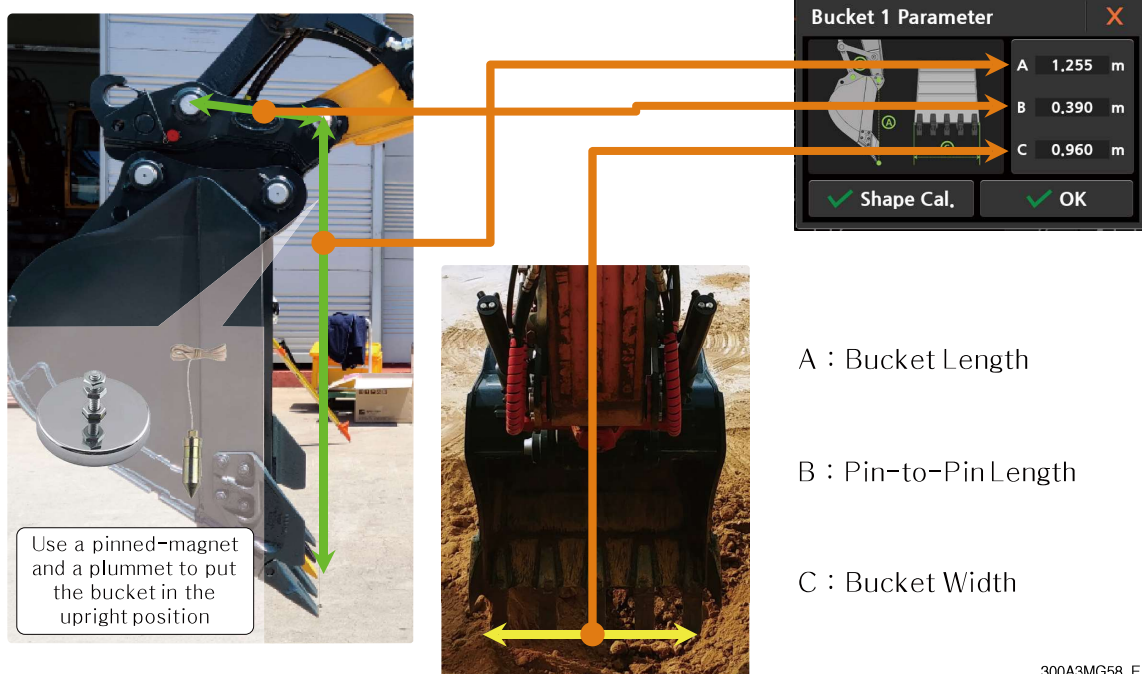 Bucket 1 Parameter X
A 1.255 m
B 0.390 m
C 0.960 m
Shape Cal.
OK
A : Bucket Length
B : Pin-to-Pin Length
C : Bucket Width
Use a pinned-magnet
and a plummet to put
the bucket in the
upright position